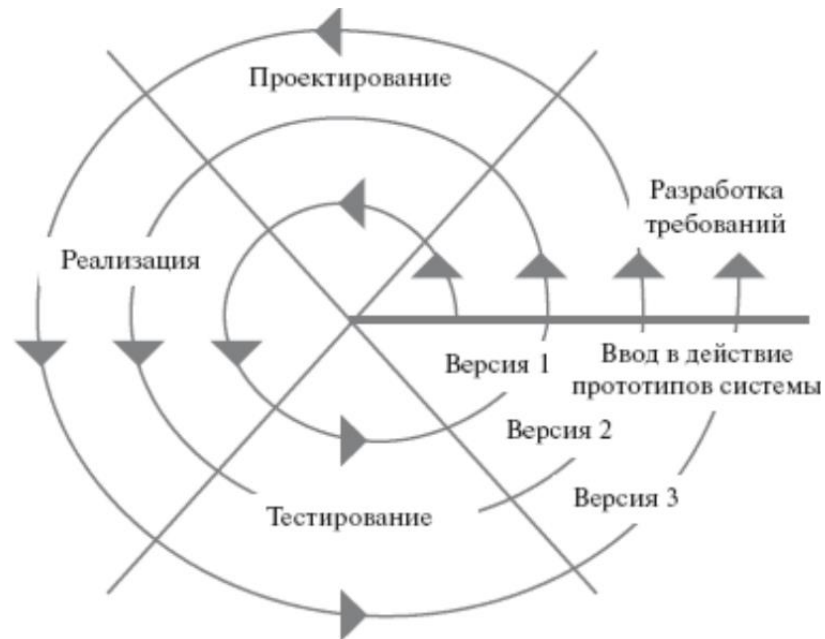 Проектирование
Разработка
требований
Реализация
Версия 1
Ввод в действие
прототипов системы
Версия 2
Версия 3
Тестирование